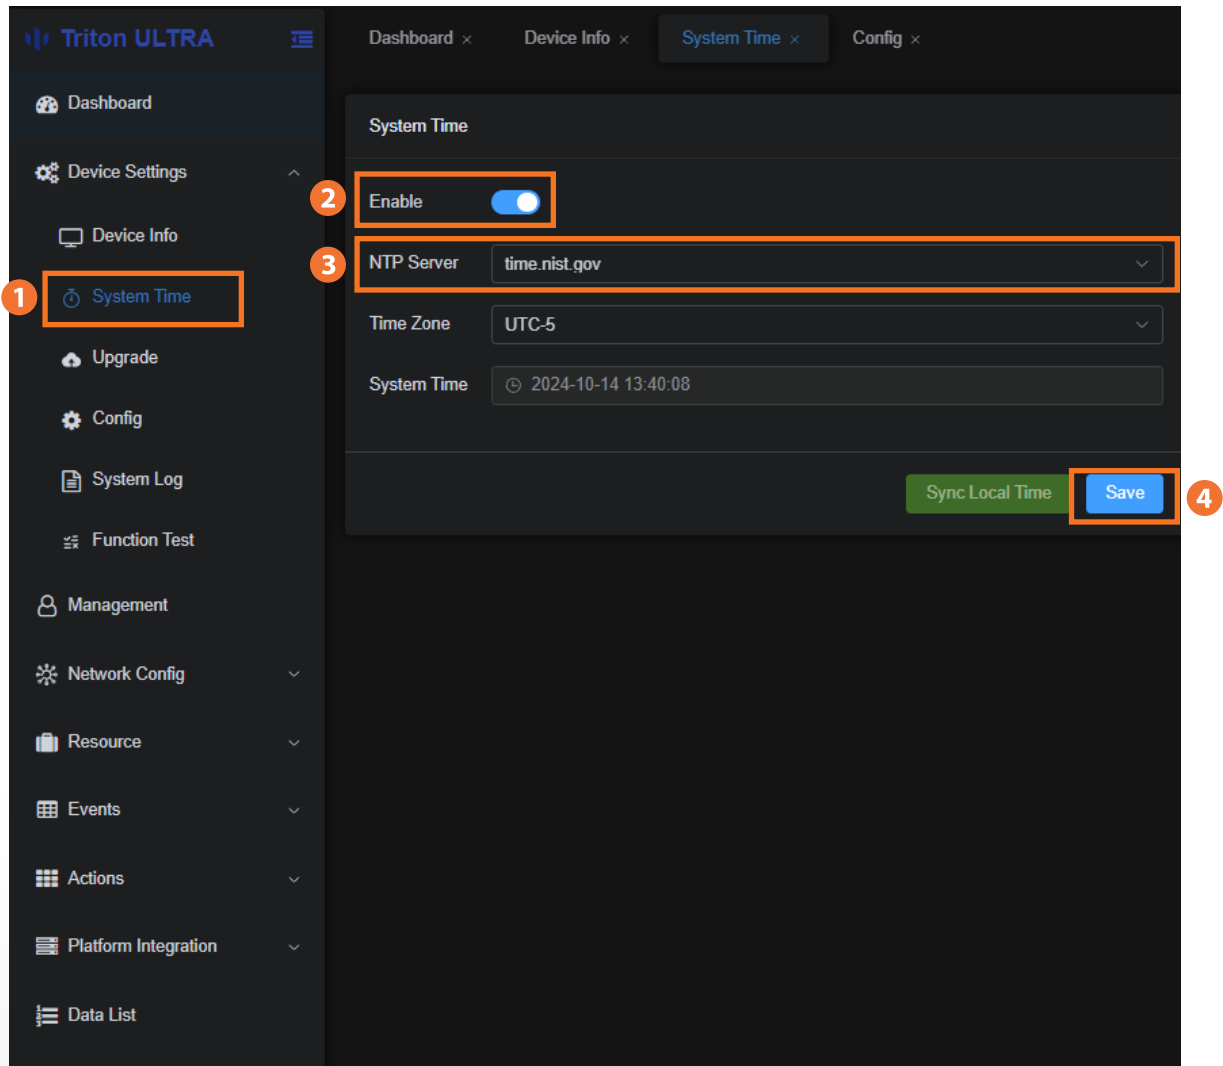 Triton ULTRA
Dashboard ×
Device Info ×
System Time ×
Config ×
Dashboard
Device Settings
Device Info
1
System Time
Upgrade
Config
System Log
Function Test
Management
Network Config
Resource
Events
Actions
Platform Integration
Data List
System Time
2
Enable
3
NTP Server
time.nist.gov
Time Zone
UTC-5
System Time
2024-10-14 13:40:08
Sync Local Time
Save
4